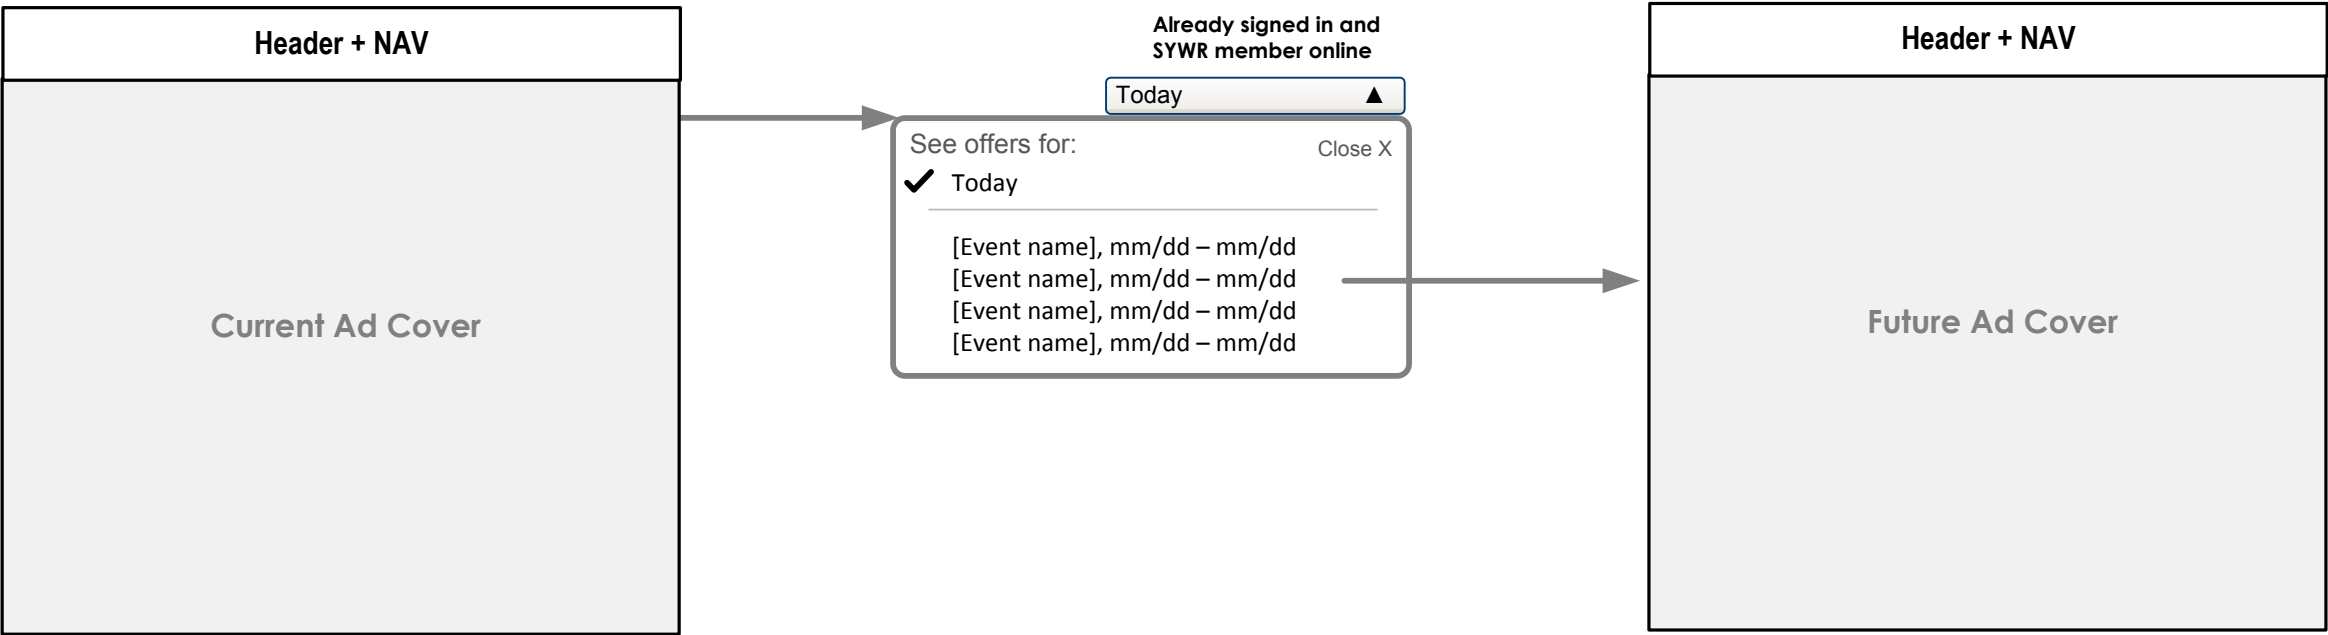 Header + NAV
Current Ad Cover
Already signed in and
SYWR member online
Today ▲
See offers for:
Close X
✓ Today
[Event name], mm/dd – mm/dd
[Event name], mm/dd – mm/dd
[Event name], mm/dd – mm/dd
[Event name], mm/dd – mm/dd
Header + NAV
Future Ad Cover